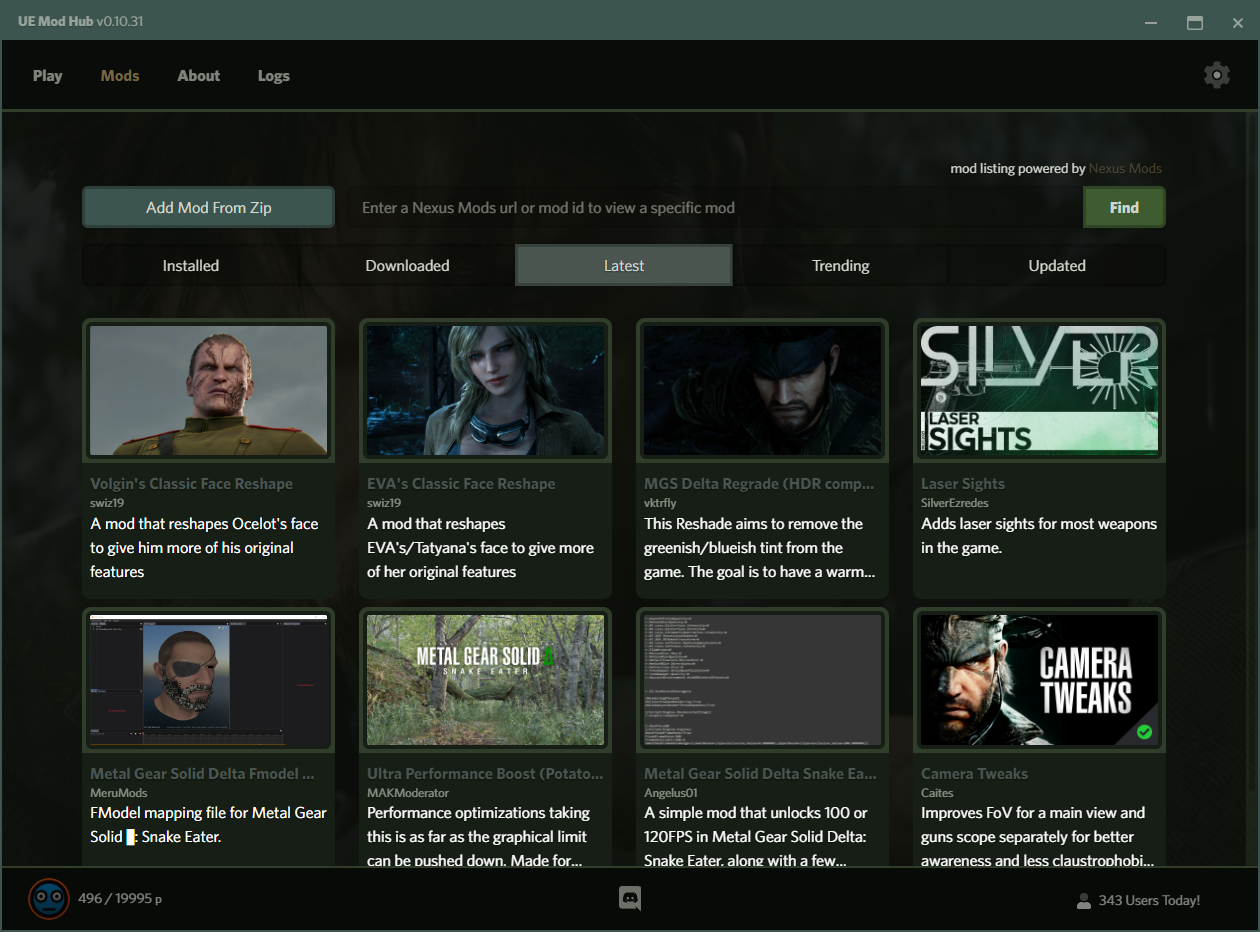 UE Mod Hub v0.10.31
Play
Mods
About
Logs
mod listing powered by Nexus Mods
Add Mod From Zip
Enter a Nexus Mods url or mod id to view a specific mod
Find
Installed
Downloaded
Latest
Trending
Updated
SILVER
LASER
SIGHTS
Volgin's Classic Face Reshape
swiz19
A mod that reshapes Ocelot's face
to give him more of his original
features
EVA's Classic Face Reshape
swiz19
A mod that reshapes
EVA's/Tatyana's face to give more
of her original features
MGS Delta Regrade (HDR comp...
vktrfly
This Reshade aims to remove the
greenish/blueish tint from the
game. The goal is to have a warm...
Laser Sights
SilverEzredes
Adds laser sights for most weapons
in the game.
METAL GEAR SOLID 3
SNAKE EATER
CAMERA
TWEAKS
Metal Gear Solid Delta Fmodel ...
MeruMods
FModel mapping file for Metal Gear
Solid █: Snake Eater.
Ultra Performance Boost (Potato...
MAKModerator
Performance optimizations taking
this is as far as the graphical limit
can be pushed down. Made for...
Metal Gear Solid Delta Snake Ea...
Angelus01
A simple mod that unlocks 100 or
120FPS in Metal Gear Solid Delta:
Snake Eater, along with a few...
Camera Tweaks
Caites
Improves FoV for a main view and
guns scope separately for better
awareness and less claustrophobi...
496 / 19995 p
343 Users Today!